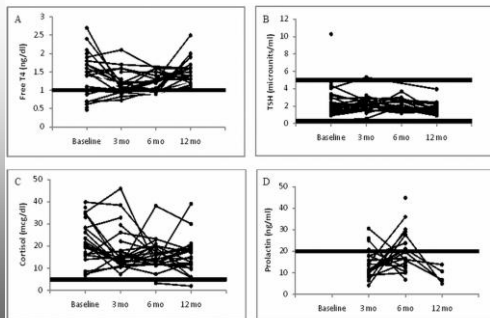 A
Free T4 (ng/dl)
3
2.5
2
1.5
1
0.5
0
Baseline 3 mo 6 mo 12 mo
B
TSH (microunits/ml)
12
10
8
6
4
2
0
Baseline 3 mo 6 mo 12 mo
C
Cortisol (mcg/dl)
50
40
30
20
10
0
Baseline 3 mo 6 mo 12 mo
D
Prolactin (ng/ml)
50
40
30
20
10
0
Baseline 3 mo 6 mo 12 mo